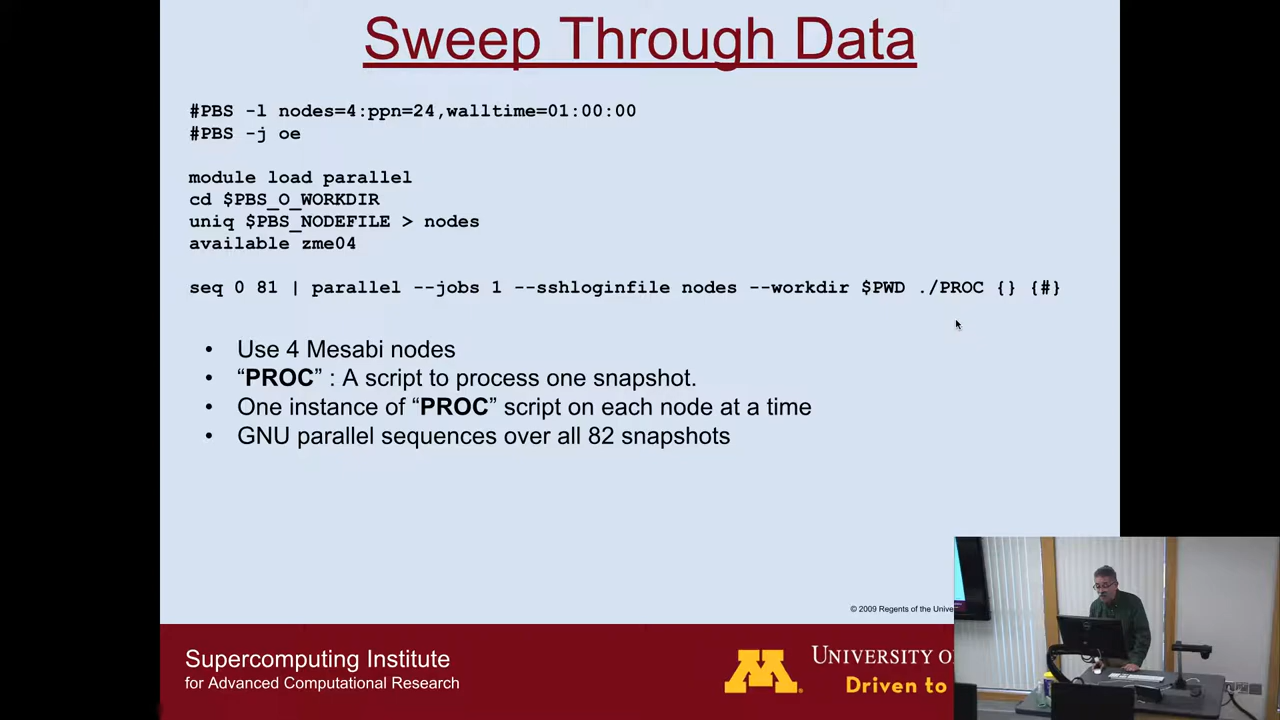 Sweep Through Data
#PBS -l nodes=4:ppn=24,walltime=01:00:00
#PBS -j oe
module load parallel
cd $PBS_O_WORKDIR
uniq $PBS_NODEFILE > nodes
available zme04
seq 0 81 | parallel --jobs 1 --sshloginfile nodes --workdir $PWD ./PROC {} {#}
• Use 4 Mesabi nodes
• “PROC” : A script to process one snapshot.
• One instance of “PROC” script on each node at a time
• GNU parallel sequences over all 82 snapshots
© 2009 Regents of the
Supercomputing Institute
for Advanced Computational Research
M
UNIVERSITY
Driven to